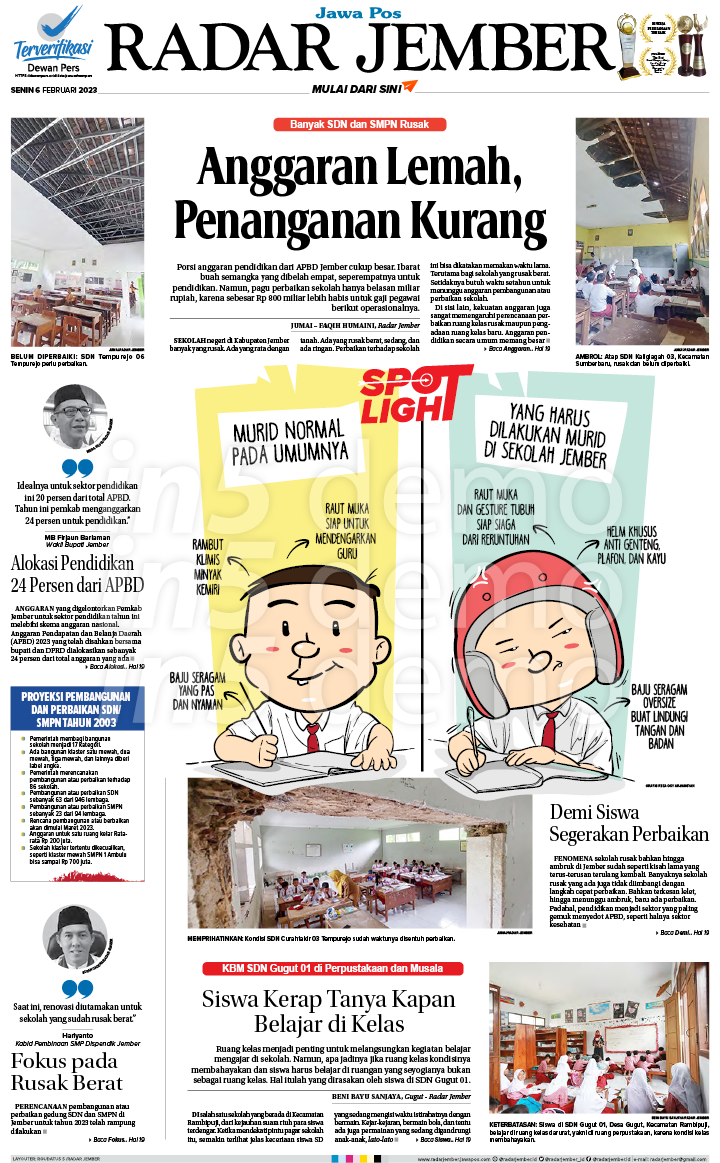 Jawa Pos
RADAR JEMBER
Terverifikasi
Dewan Pers
SENIN 6 FEBRUARI 2023
MULAI DARI SINI
Banyak SDN dan SMPN Rusak
Anggaran Lemah,
Penanganan Kurang
Porsi anggaran pendidikan dari APBD Jember cukup besar. Ibarat
buah semangka yang dibelah empat, seperempatnya untuk
pendidikan. Namun, pagu perbaikan sekolah hanya belasan miliar
rupiah, karena sebesar Rp 800 miliar lebih habis untuk gaji pegawai
berikut operasionalnya.
JUMAI – FAQIH HUMAINI, Radar Jember
SEKOLAH negeri di Kabupaten Jember
banyak yang rusak. Ada yang rata dengan
tanah. Ada yang rusak berat, sedang, dan
ada ringan. Perbaikan terhadap sekolah
ini bisa dikatakan memakan waktu lama.
Terutama bagi sekolah yang rusak berat.
Setidaknya butuh waktu setahun untuk
menunggu anggaran pembangunan atau
perbaikan sekolah.
Di sisi lain, kekuatan anggaran juga
sangat memengaruhi perencanaan per-
baikan ruang kelas rusak maupun peng-
adaan ruang kelas baru. Anggaran pen-
didikan secara umum memang besar
Baca Anggaran.. Hal 19
BELUM DIPERBAIKI: SDN Tempurejo 06
Tempurejo perlu perbaikan.
AMBROL: Atap SDN Kaliglagah 03, Kecamatan
Sumberbaru, rusak dan belum diperbaiki.
Idealnya untuk sektor pendidikan
ini 20 persen dari total APBD.
Tahun ini pemkab menganggarkan
24 persen untuk pendidikan."
MB Firjaun Barlaman
Wakil Bupati Jember
Alokasi Pendidikan
24 Persen dari APBD
ANGGARAN yang digelontorkan Pemkab
Jember untuk sektor pendidikan tahun ini
melebihi skema anggaran nasional.
Anggaran Pendapatan dan Belanja Daerah
(APBD) 2023 yang telah disahkan bersama
bupati dan DPRD dialokasikan sebanyak
24 persen dari total anggaran yang ada
Baca Alokasi.. Hal 19
PROYEKSI PEMBANGUNAN
DAN PERBAIKAN SDN/
SMPN TAHUN 2003
Pemerintah membagi bangunan
sekolah menjadi 17 Kategori.
Ada bangunan klaster satu mewah, dua
mewah, tiga mewah, dan lainnya diberi
label angka.
Pemerintah merencanakan
pembangunan atau perbaikan terhadap
86 sekolah.
Pembangunan atau perbaikan SDN
sebanyak 63 dari 946 lembaga.
Pembangunan atau perbaikan SMPN
sebanyak 23 dari 94 lembaga.
Rencana pembangunan atau berbaikan
akan dimulai Maret 2023.
Anggaran untuk satu ruang kelar Rata-
rata Rp 200 juta.
Sekolah klaster tertentu dikecualikan,
seperti klaster mewah SMPN 1 Ambulu
bisa sampai Rp 700 juta.
SPOTLIGHT
MURID NORMAL
PADA UMUMNYA
RAUT MUKA
SIAP UNTUK
MENDENGARKAN
GURU
RAMBUT
KLIMIS
MINYAK
KEMIRI
BAJU SERAGAM
YANG PAS
DAN NYAMAN
YANG HARUS
DILAKUKAN MURID
DI SEKOLAH JEMBER
RAUT MUKA
DAN GESTURE TUBUH
SIAP SIAGA
DARI RERUNTUHAN
HELM KHUSUS
ANTI GENTENG,
PLAFON, DAN KAYU
BAJU SERAGAM
OVERSIZE
BUAT LINDUNGI
TANGAN DAN
BADAN
in5 demo
in5 demo
in5 demo
in5 demo
MEMPRIHATINKAN: Kondisi SDN Curahtakir 03 Tempurejo sudah waktunya disentuh perbaikan.
Demi Siswa
Segerakan Perbaikan
FENOMENA sekolah rusak bahkan hingga
ambruk di Jember sudah seperti kisah lama yang
terus-terusan terulang kembali. Banyaknya sekolah
rusak yang ada juga tidak diimbangi dengan
langkah cepat perbaikan. Bahkan terkesan lelet,
hingga menunggu ambruk, baru ada perbaikan.
Padahal, pendidikan menjadi sektor yang paling
gemuk menyedot APBD, seperti halnya sektor
kesehatan
Baca Demi.. Hal 19
Saat ini, renovasi diutamakan untuk
sekolah yang sudah rusak berat."
Hariyanto
Kabid Pembinaan SMP Dispendik Jember
Fokus pada
Rusak Berat
PERENCANAAN pembangunan atau
perbaikan gedung SDN dan SMPN di
Jember untuk tahun 2023 telah rampung
dilakukan
Baca Fokus.. Hal 19
KBM SDN Gugut 01 di Perpustakaan dan Musala
Siswa Kerap Tanya Kapan
Belajar di Kelas
Ruang kelas menjadi penting untuk melangsungkan kegiatan belajar
mengajar di sekolah. Namun, apa jadinya jika ruang kelas kondisinya
membahayakan dan siswa harus belajar di ruangan yang seyogianya bukan
sebagai ruang kelas. Hal itulah yang dirasakan oleh siswa di SDN Gugut 01.
BENI BAYU SANJAYA, Gugut - Radar Jember
Di salah satu sekolah yang berada di Kecamatan
Rambipuji, dari kejauhan suara riuh para siswa
terdengar. Ketika mendekati pintu pagar sekolah
itu, semakin terlihat jelas keceriaan siswa SD
yang sedang mengisi waktu istirahatnya dengan
bermain. Kejar-kejaran, bermain bola, dan tentu
ada juga permainan yang sedang digandrungi
anak-anak, lato-lato
Baca Siswa.. Hal 19
KETERBATASAN: Siswa di SDN Gugut 01, Desa Gugut, Kecamatan Rambipuji,
belajar di ruang kelas darurat, yakni di ruang perpustakaan, karena kondisi kelas
membahayakan.
www.radarjember.jawapos.com @radarjember.id @radarjember_id @radarjember.id e-mail: radarjember@gmail.com